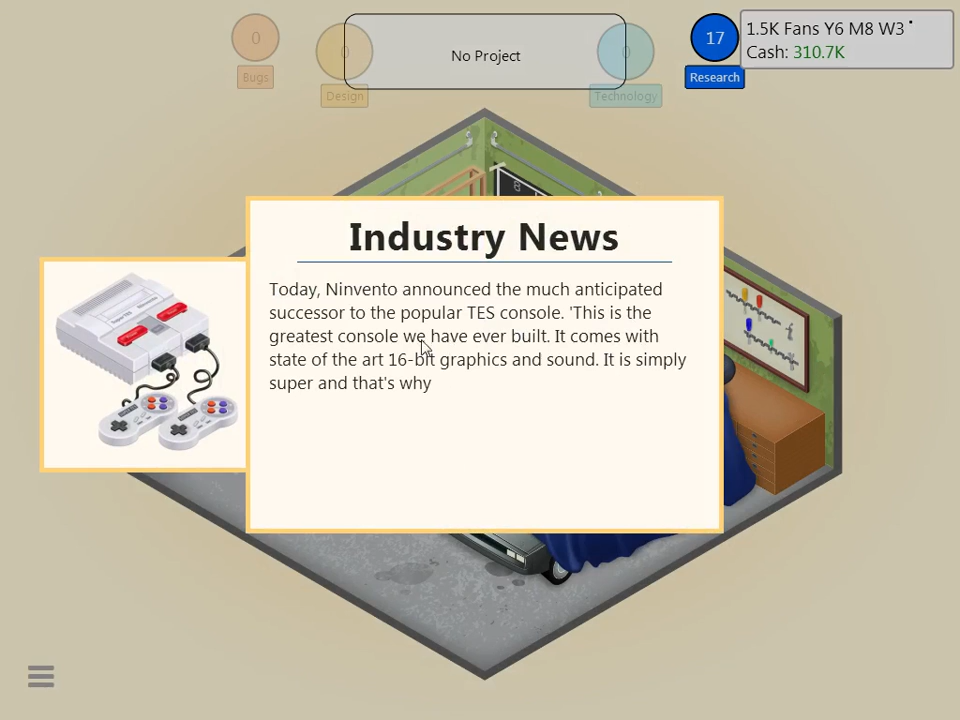 0
Bugs
0
Design
No Project
0
Technology
17
Research
1.5K Fans Y6 M8 W3
Cash: 310.7K
Industry News
Today, Ninvento announced the much anticipated
successor to the popular TES console. 'This is the
greatest console we have ever built. It comes with
state of the art 16-bit graphics and sound. It is simply
super and that's why